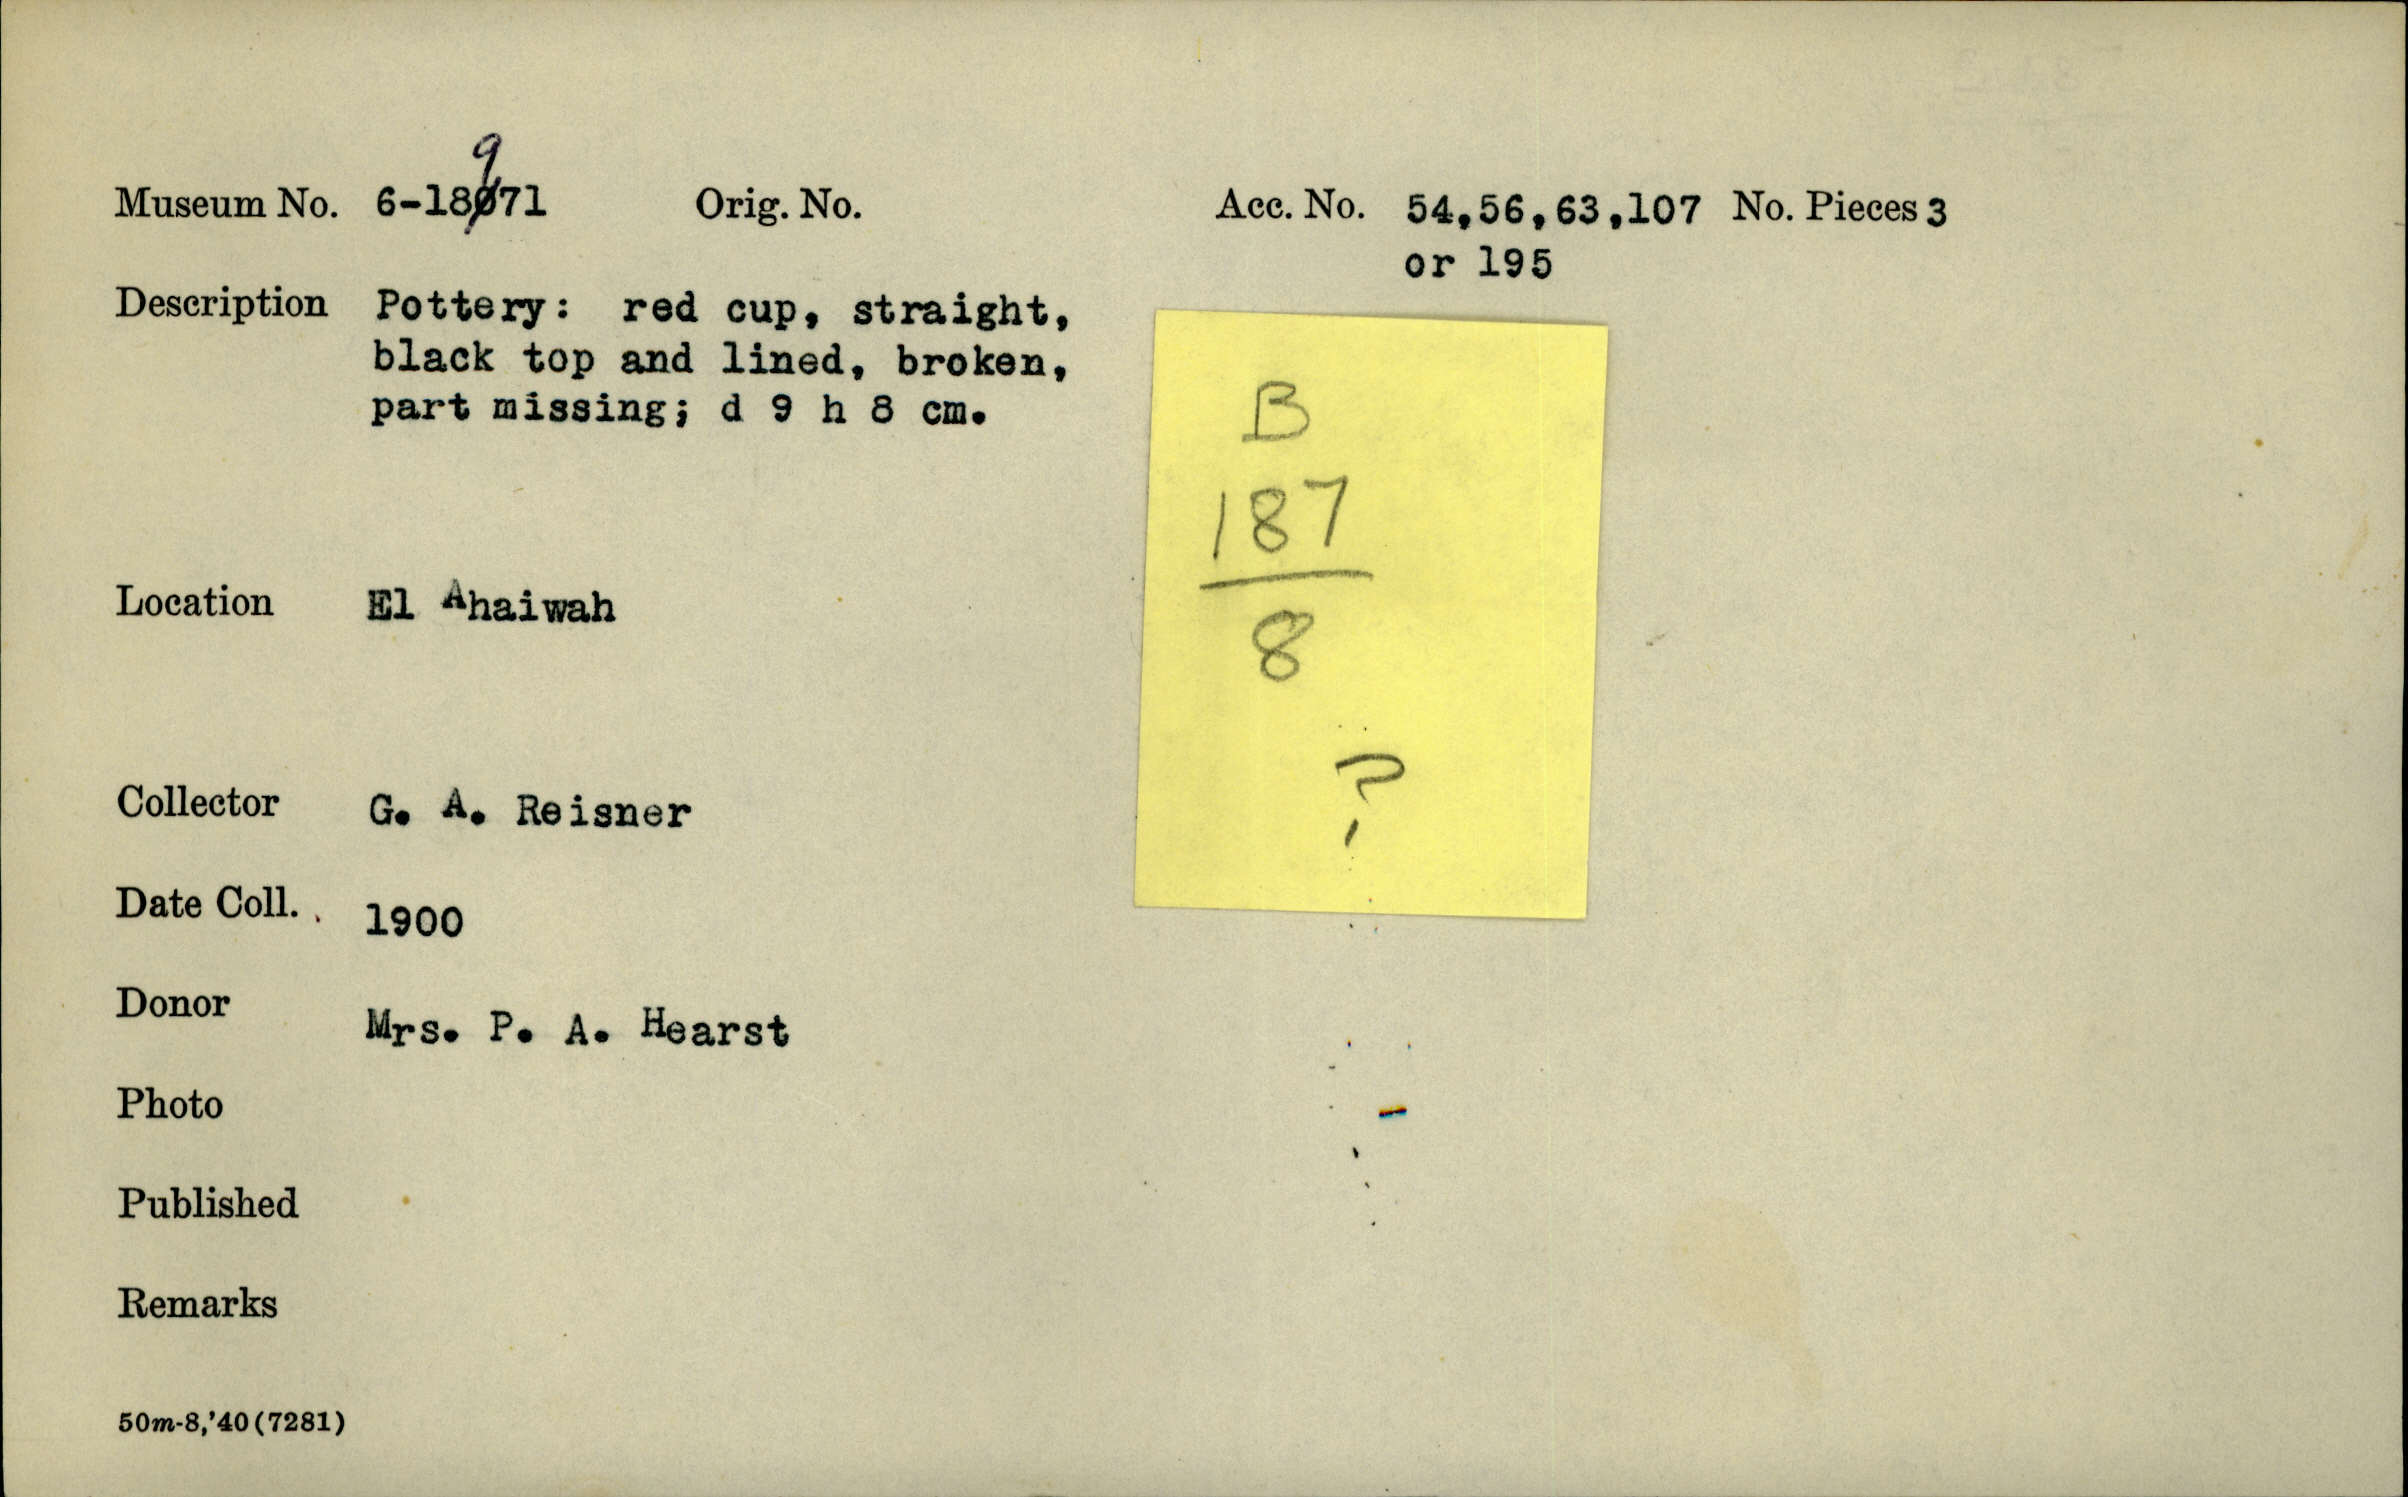 9
Museum No. 6-18071 Orig. No. Acc. No. 54,56,63,107 No. Pieces 3
or 195
Description Pottery: red cup, straight,
black top and lined, broken,
part missing; d 9 h 8 cm.
B
187
8
?
Location El Ahaiwah
Collector G. A. Reisner
Date Coll. 1900
Donor Mrs. P. A. Hearst
Photo
Published
Remarks
50m-8,'40(7281)